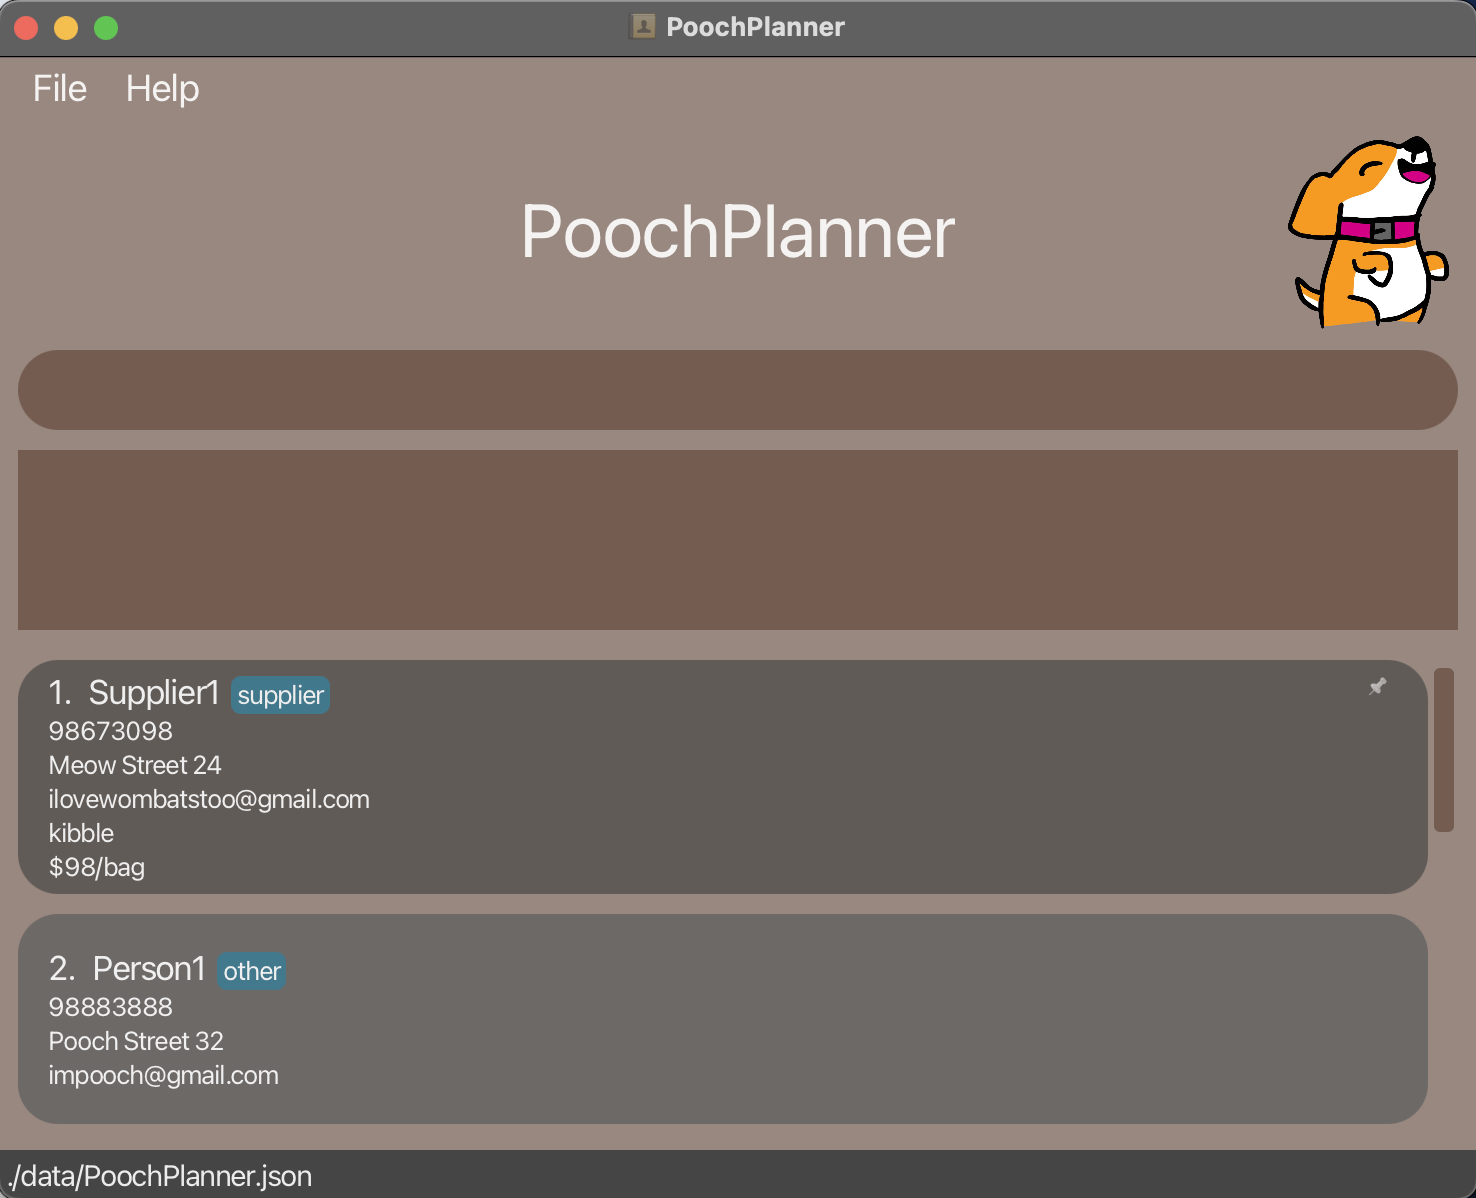 PoochPlanner
File Help
PoochPlanner
1. Supplier1 supplier
98673098
Meow Street 24
ilovewombatstoo@gmail.com
kibble
$98/bag
2. Person1 other
98883888
Pooch Street 32
impooch@gmail.com
./data/PoochPlanner.json